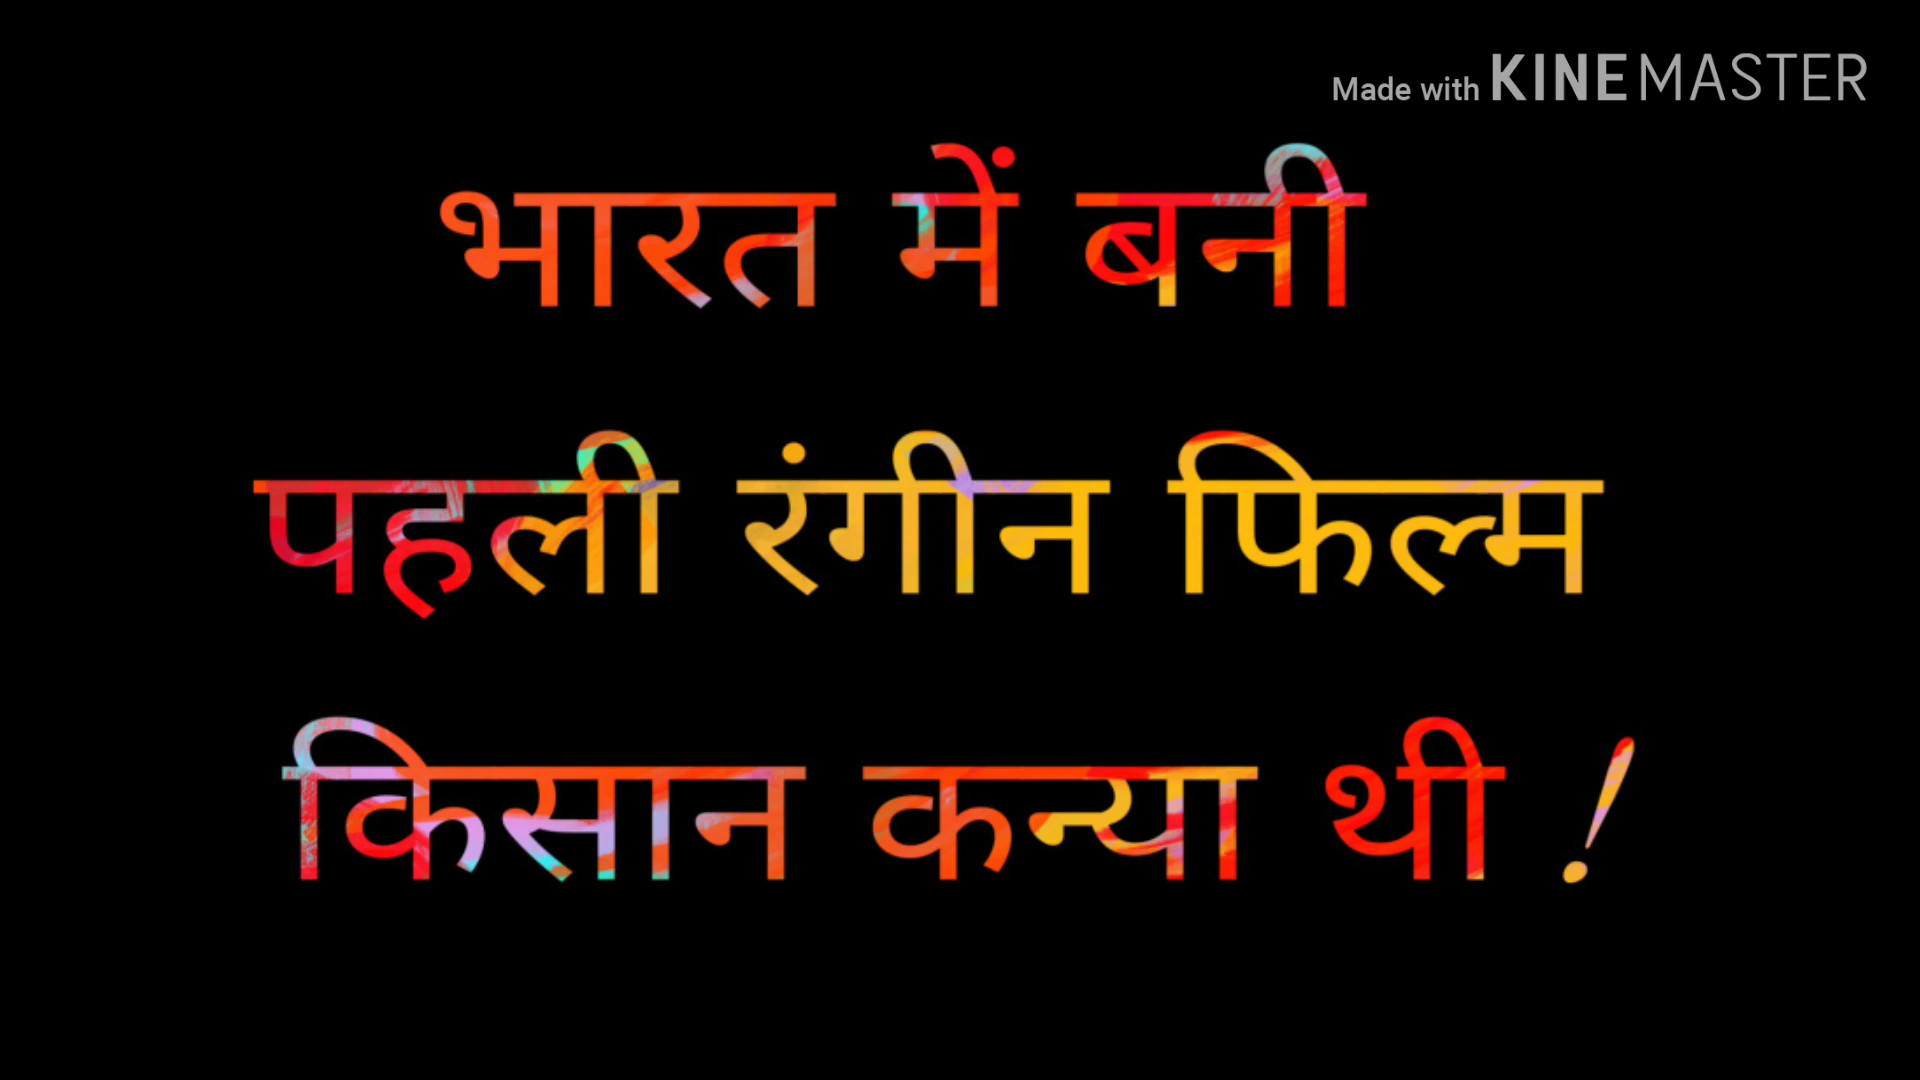 Made with KINEMASTER
भारत में बनी
पहली रंगीन फिल्म
किसान कन्या थी !